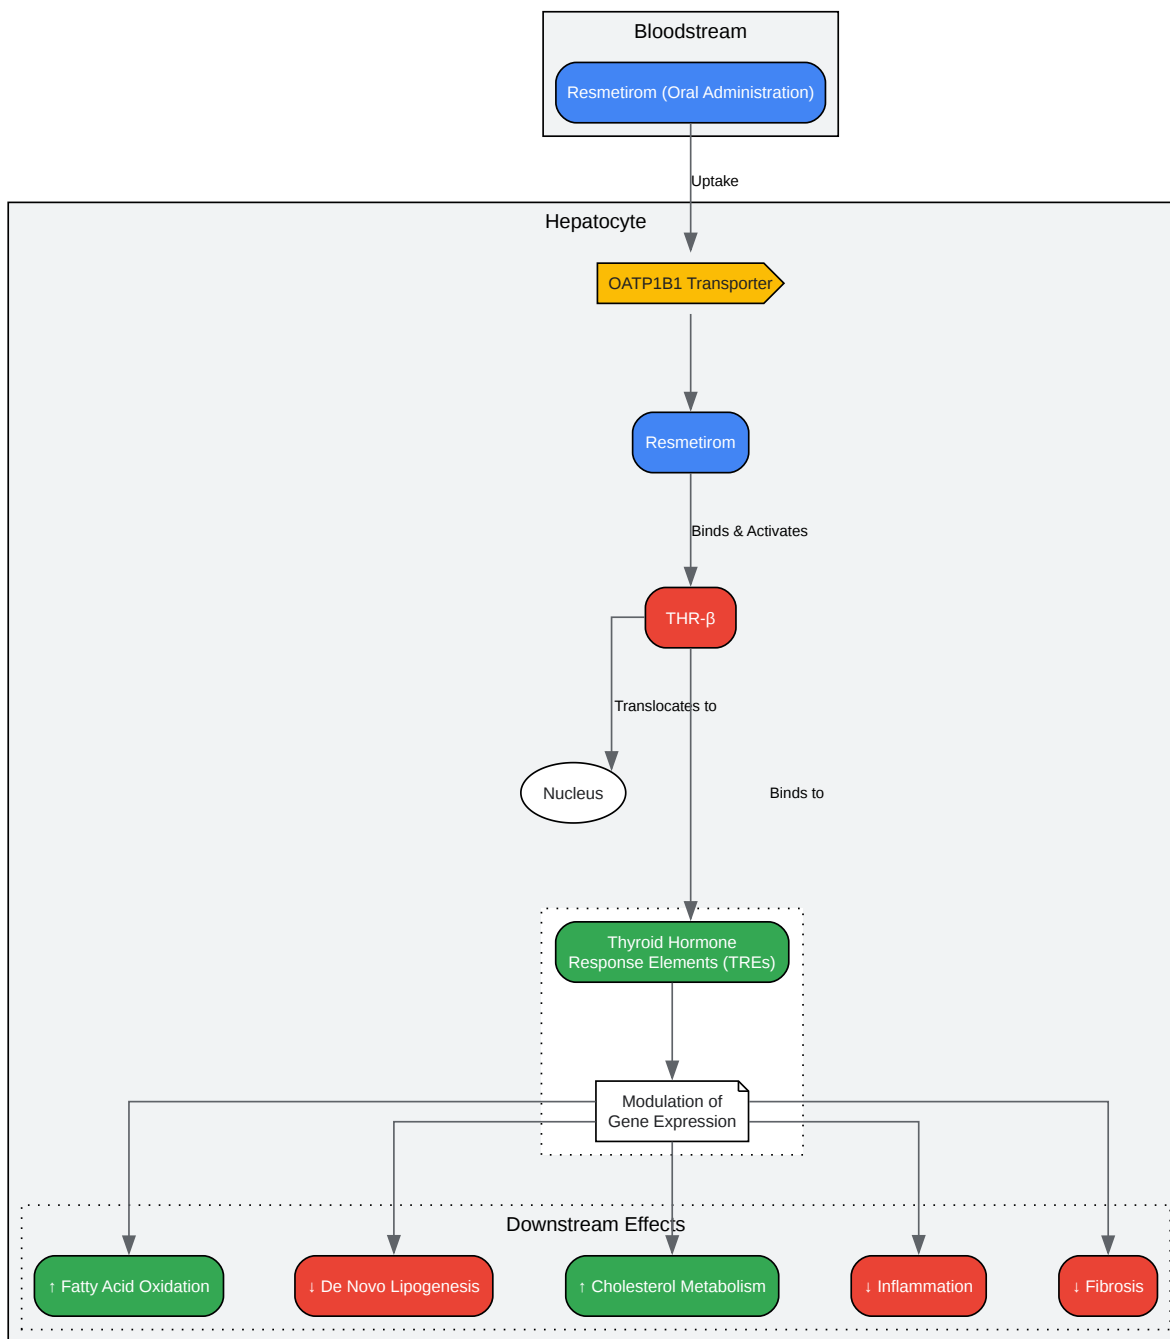 Bloodstream
Resmetirom (Oral Administration)
Uptake
Hepatocyte
OATP1B1 Transporter
Resmetirom
Binds & Activates
THR-β
Translocates to
Nucleus
Binds to
Thyroid Hormone
Response Elements (TREs)
Modulation of
Gene Expression
Downstream Effects
↑ Fatty Acid Oxidation
↓ De Novo Lipogenesis
↑ Cholesterol Metabolism
↓ Inflammation
↓ Fibrosis